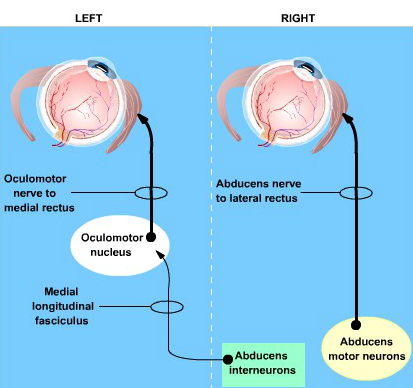 LEFT
RIGHT
Oculomotor
nerve to
medial rectus
Abducens nerve
to lateral rectus
Oculomotor
nucleus
Medial
longitudinal
fasciculus
Abducens
interneurons
Abducens
motor neurons